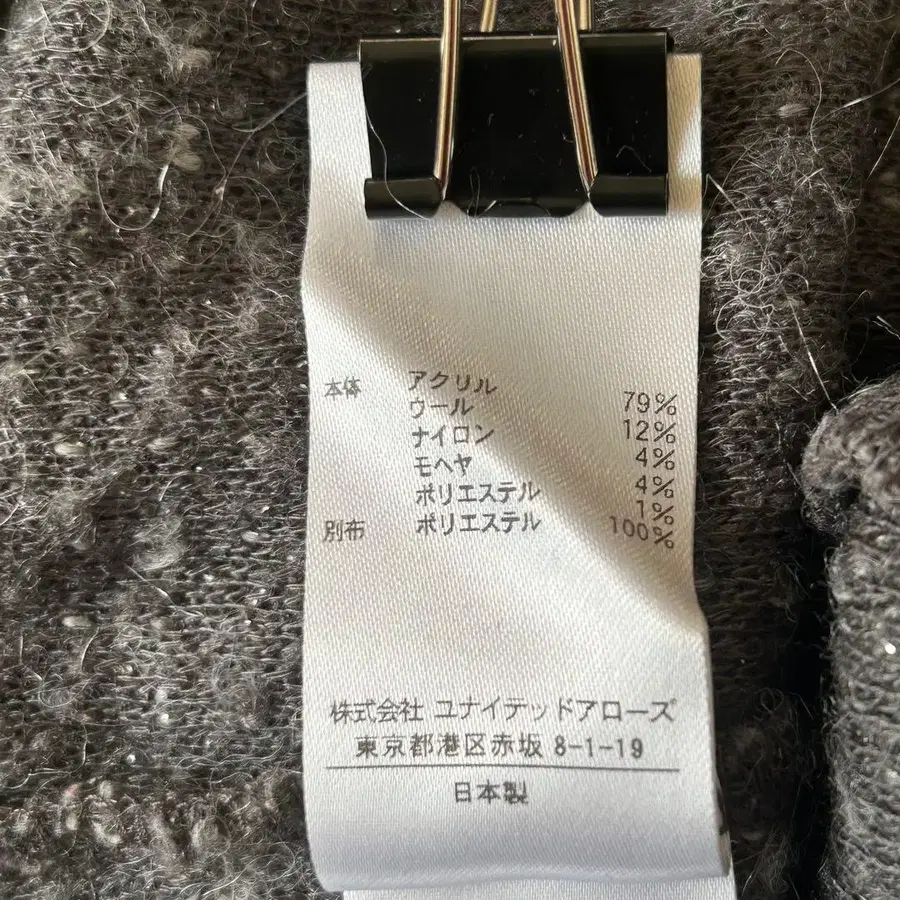 本体 アクリル 79%
ウール 12%
ナイロン 4%
モヘヤ 4%
ポリエステル 1%
別布 ポリエステル 100%
株式会社 ユナイテッドアローズ
東京都港区赤坂 8-1-19
日本製